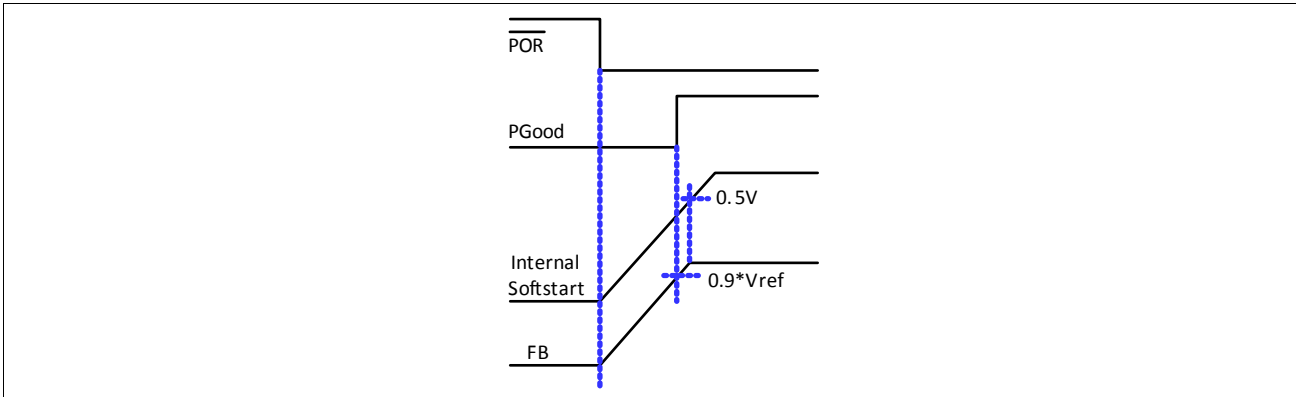 POR
PGood
0.5V
Internal
Softstart
0.9*Vref
FB